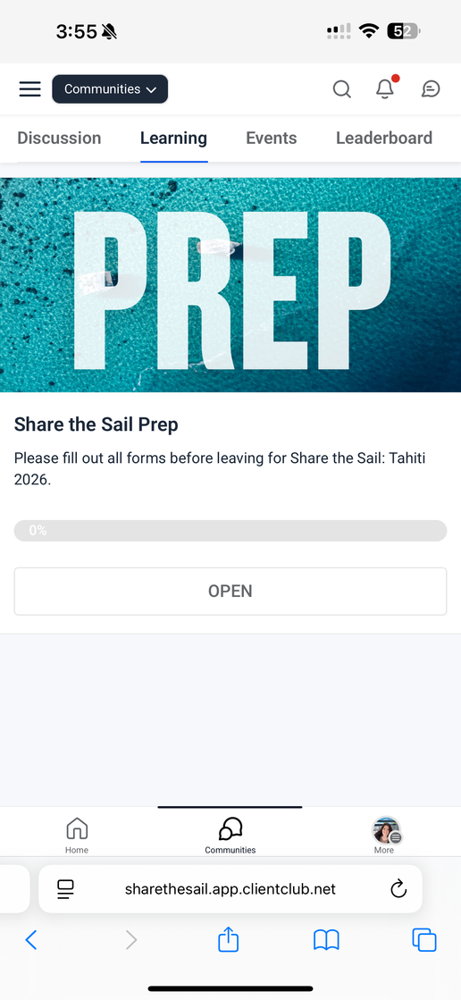 3:55
52
Communities
Discussion
Learning
Events
Leaderboard
PREP
Share the Sail Prep
Please fill out all forms before leaving for Share the Sail: Tahiti
2026.
0%
OPEN
Home
Communities
More
sharethesail.app.clientclub.net